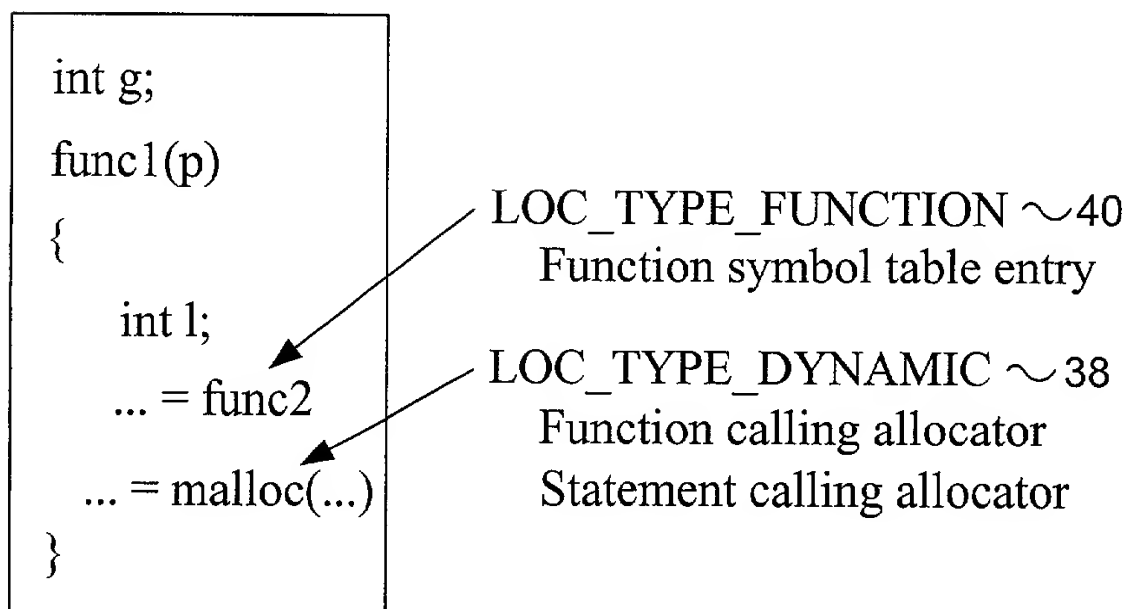 int g;
func1(p)
{
int l;
... = func2
... = malloc(...)
}
LOC_TYPE_FUNCTION ～40
Function symbol table entry
LOC_TYPE_DYNAMIC ～38
Function calling allocator
Statement calling allocator